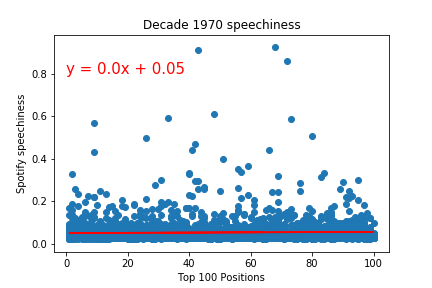 Decade 1970 speechiness
y = 0.0x + 0.05
Spotify speechiness
0.8
0.6
0.4
0.2
0.0
0 20 40 60 80 100
Top 100 Positions